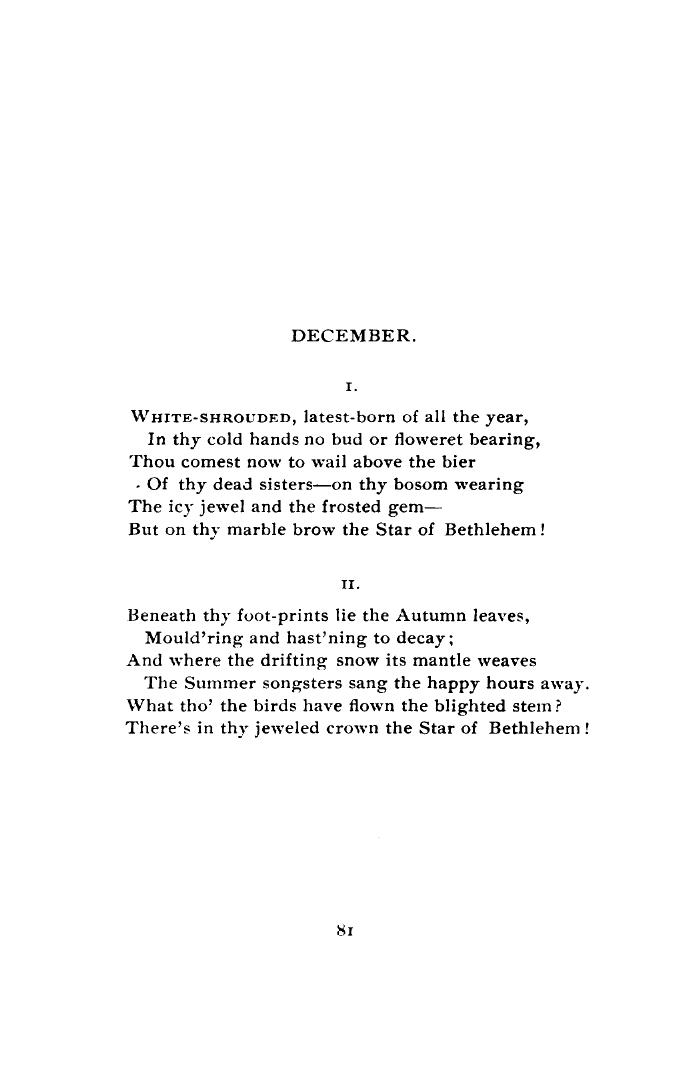 DECEMBER.
I.
WHITE-SHROUDED, latest-born of all the year,
In thy cold hands no bud or floweret bearing,
Thou comest now to wail above the bier
Of thy dead sisters—on thy bosom wearing
The icy jewel and the frosted gem—
But on thy marble brow the Star of Bethlehem!
II.
Beneath thy foot-prints lie the Autumn leaves,
Mould'ring and hast'ning to decay;
And where the drifting snow its mantle weaves
The Summer songsters sang the happy hours away.
What tho' the birds have flown the blighted stem?
There's in thy jeweled crown the Star of Bethlehem!
81